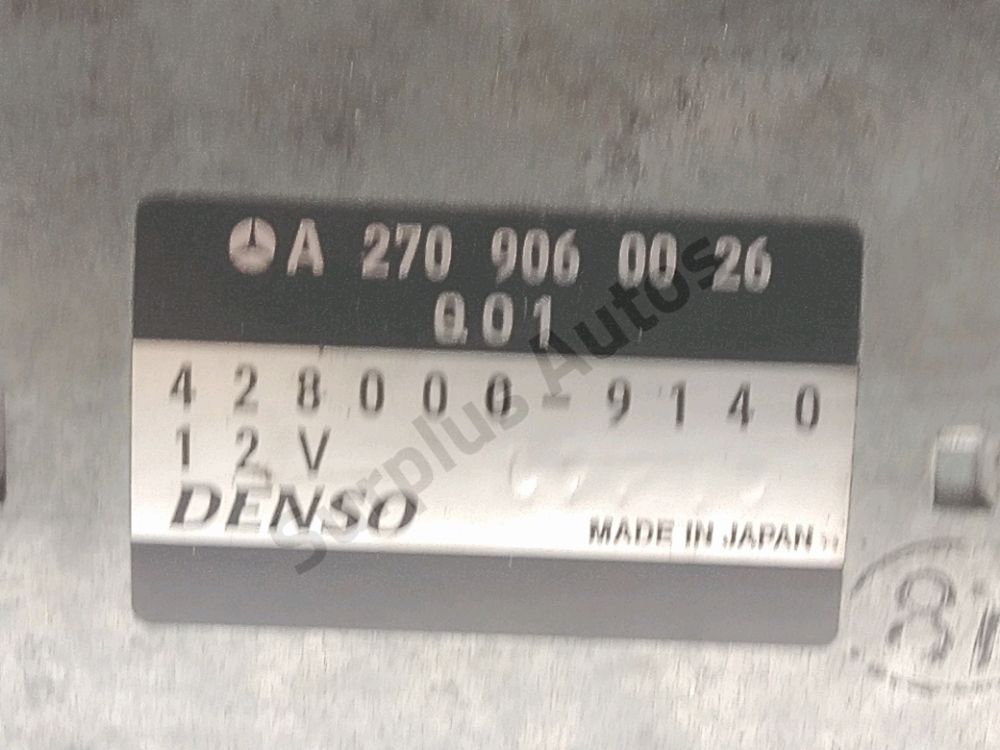 A 270 906 00 26
001
428000-9140
12V
DENSO
MADE IN JAPAN
Surplus Autos